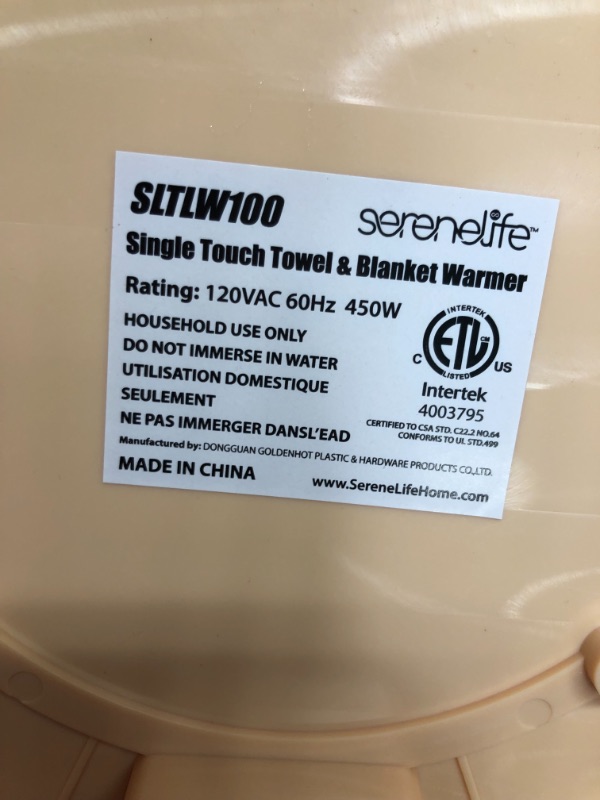 SLTLW100
serenelife™
Single Touch Towel & Blanket Warmer
Rating: 120VAC 60Hz 450W
HOUSEHOLD USE ONLY
DO NOT IMMERSE IN WATER
UTILISATION DOMESTIQUE
SEULEMENT
NE PAS IMMERGER DANSL'EAD
INTERTEK
ETL CM
C US
LISTED
Intertek
4003795
CERTIFIED TO CSA STD. C22.2 NO.64
CONFORMS TO UL STD.499
Manufactured by: DONGGUAN GOLDENHOT PLASTIC & HARDWARE PRODUCTS CO.,LTD.
MADE IN CHINA
www.SereneLifeHome.com